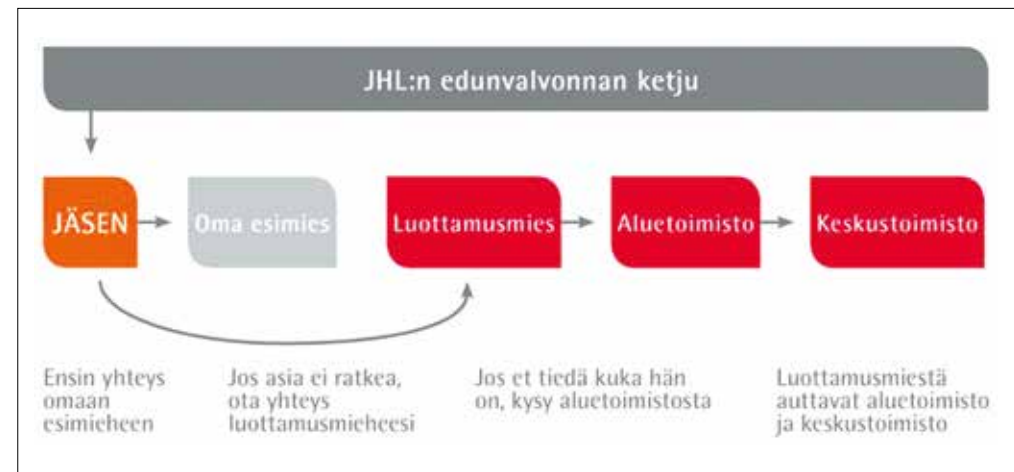 JHL:n edunvalvonnan ketju
JÄSEN
Oma esimies
Luottamusmies
Aluetoimisto
Keskustoimisto
Ensin yhteys
omaan
esimieheen
Jos asia ei ratkea,
ota yhteys
luottamusmieheesi
Jos et tiedä kuka hän
on, kysy aluetoimistosta
Luottamusmiestä
auttavat aluetoimisto
ja keskustoimisto